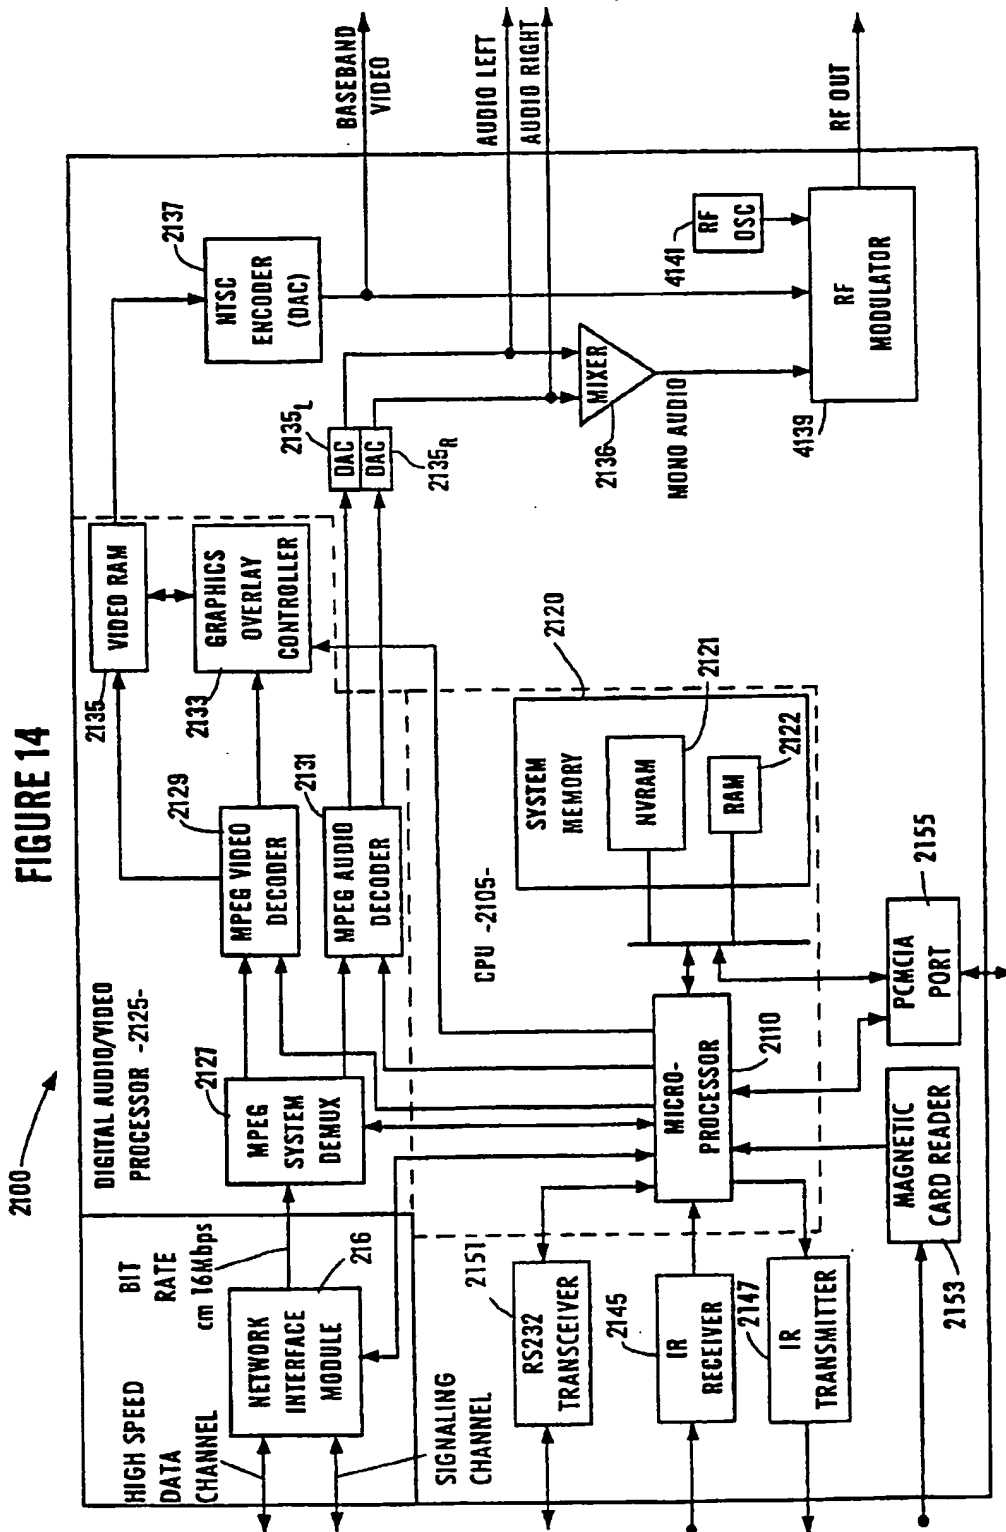 FIGURE 14
2100
HIGH SPEED
DATA
CHANNEL
SIGNALING
CHANNEL
BIT
RATE
cm 16Mbps
NETWORK
INTERFACE
MODULE
216
DIGITAL AUDIO/VIDEO
PROCESSOR -2125-
2127
MPEG
SYSTEM
DEMUX
2129
MPEG VIDEO
DECODER
2131
MPEG AUDIO
DECODER
2135
VIDEO RAM
2133
GRAPHICS
OVERLAY
CONTROLLER
2137
NTSC
ENCODER
(DAC)
2135L
DAC
DAC
2135R
BASEBAND
VIDEO
AUDIO LEFT
AUDIO RIGHT
RF OUT
MIXER
2136
MONO AUDIO
4141
RF
OSC
RF
MODULATOR
4139
CPU -2105-
2120
SYSTEM
MEMORY
NVRAM
2121
RAM
2122
MICRO-
PROCESSOR
2110
2151
RS232
TRANSCEIVER
2145
IR
RECEIVER
2147
IR
TRANSMITTER
MAGNETIC
CARD READER
2153
PCMCIA
PORT
2155